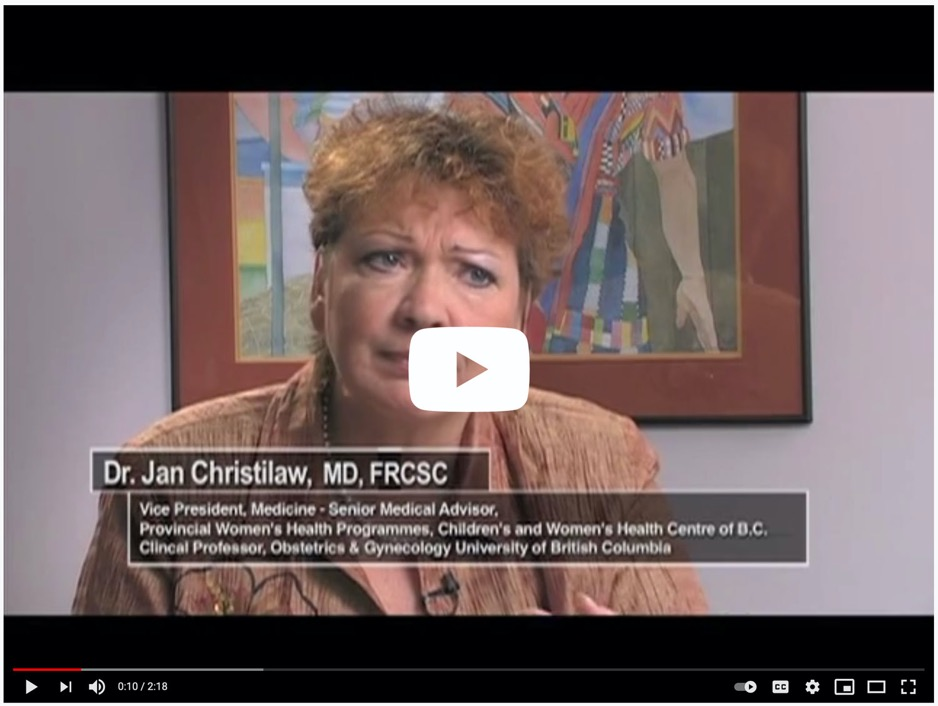 Dr. Jan Christilaw, MD, FRCSC
Vice President, Medicine - Senior Medical Advisor,
Provincial Women's Health Programmes, Children's and Women's Health Centre of B.C.
Clincal Professor, Obstetrics & Gynecology University of British Columbia
0:10 / 2:18
CC